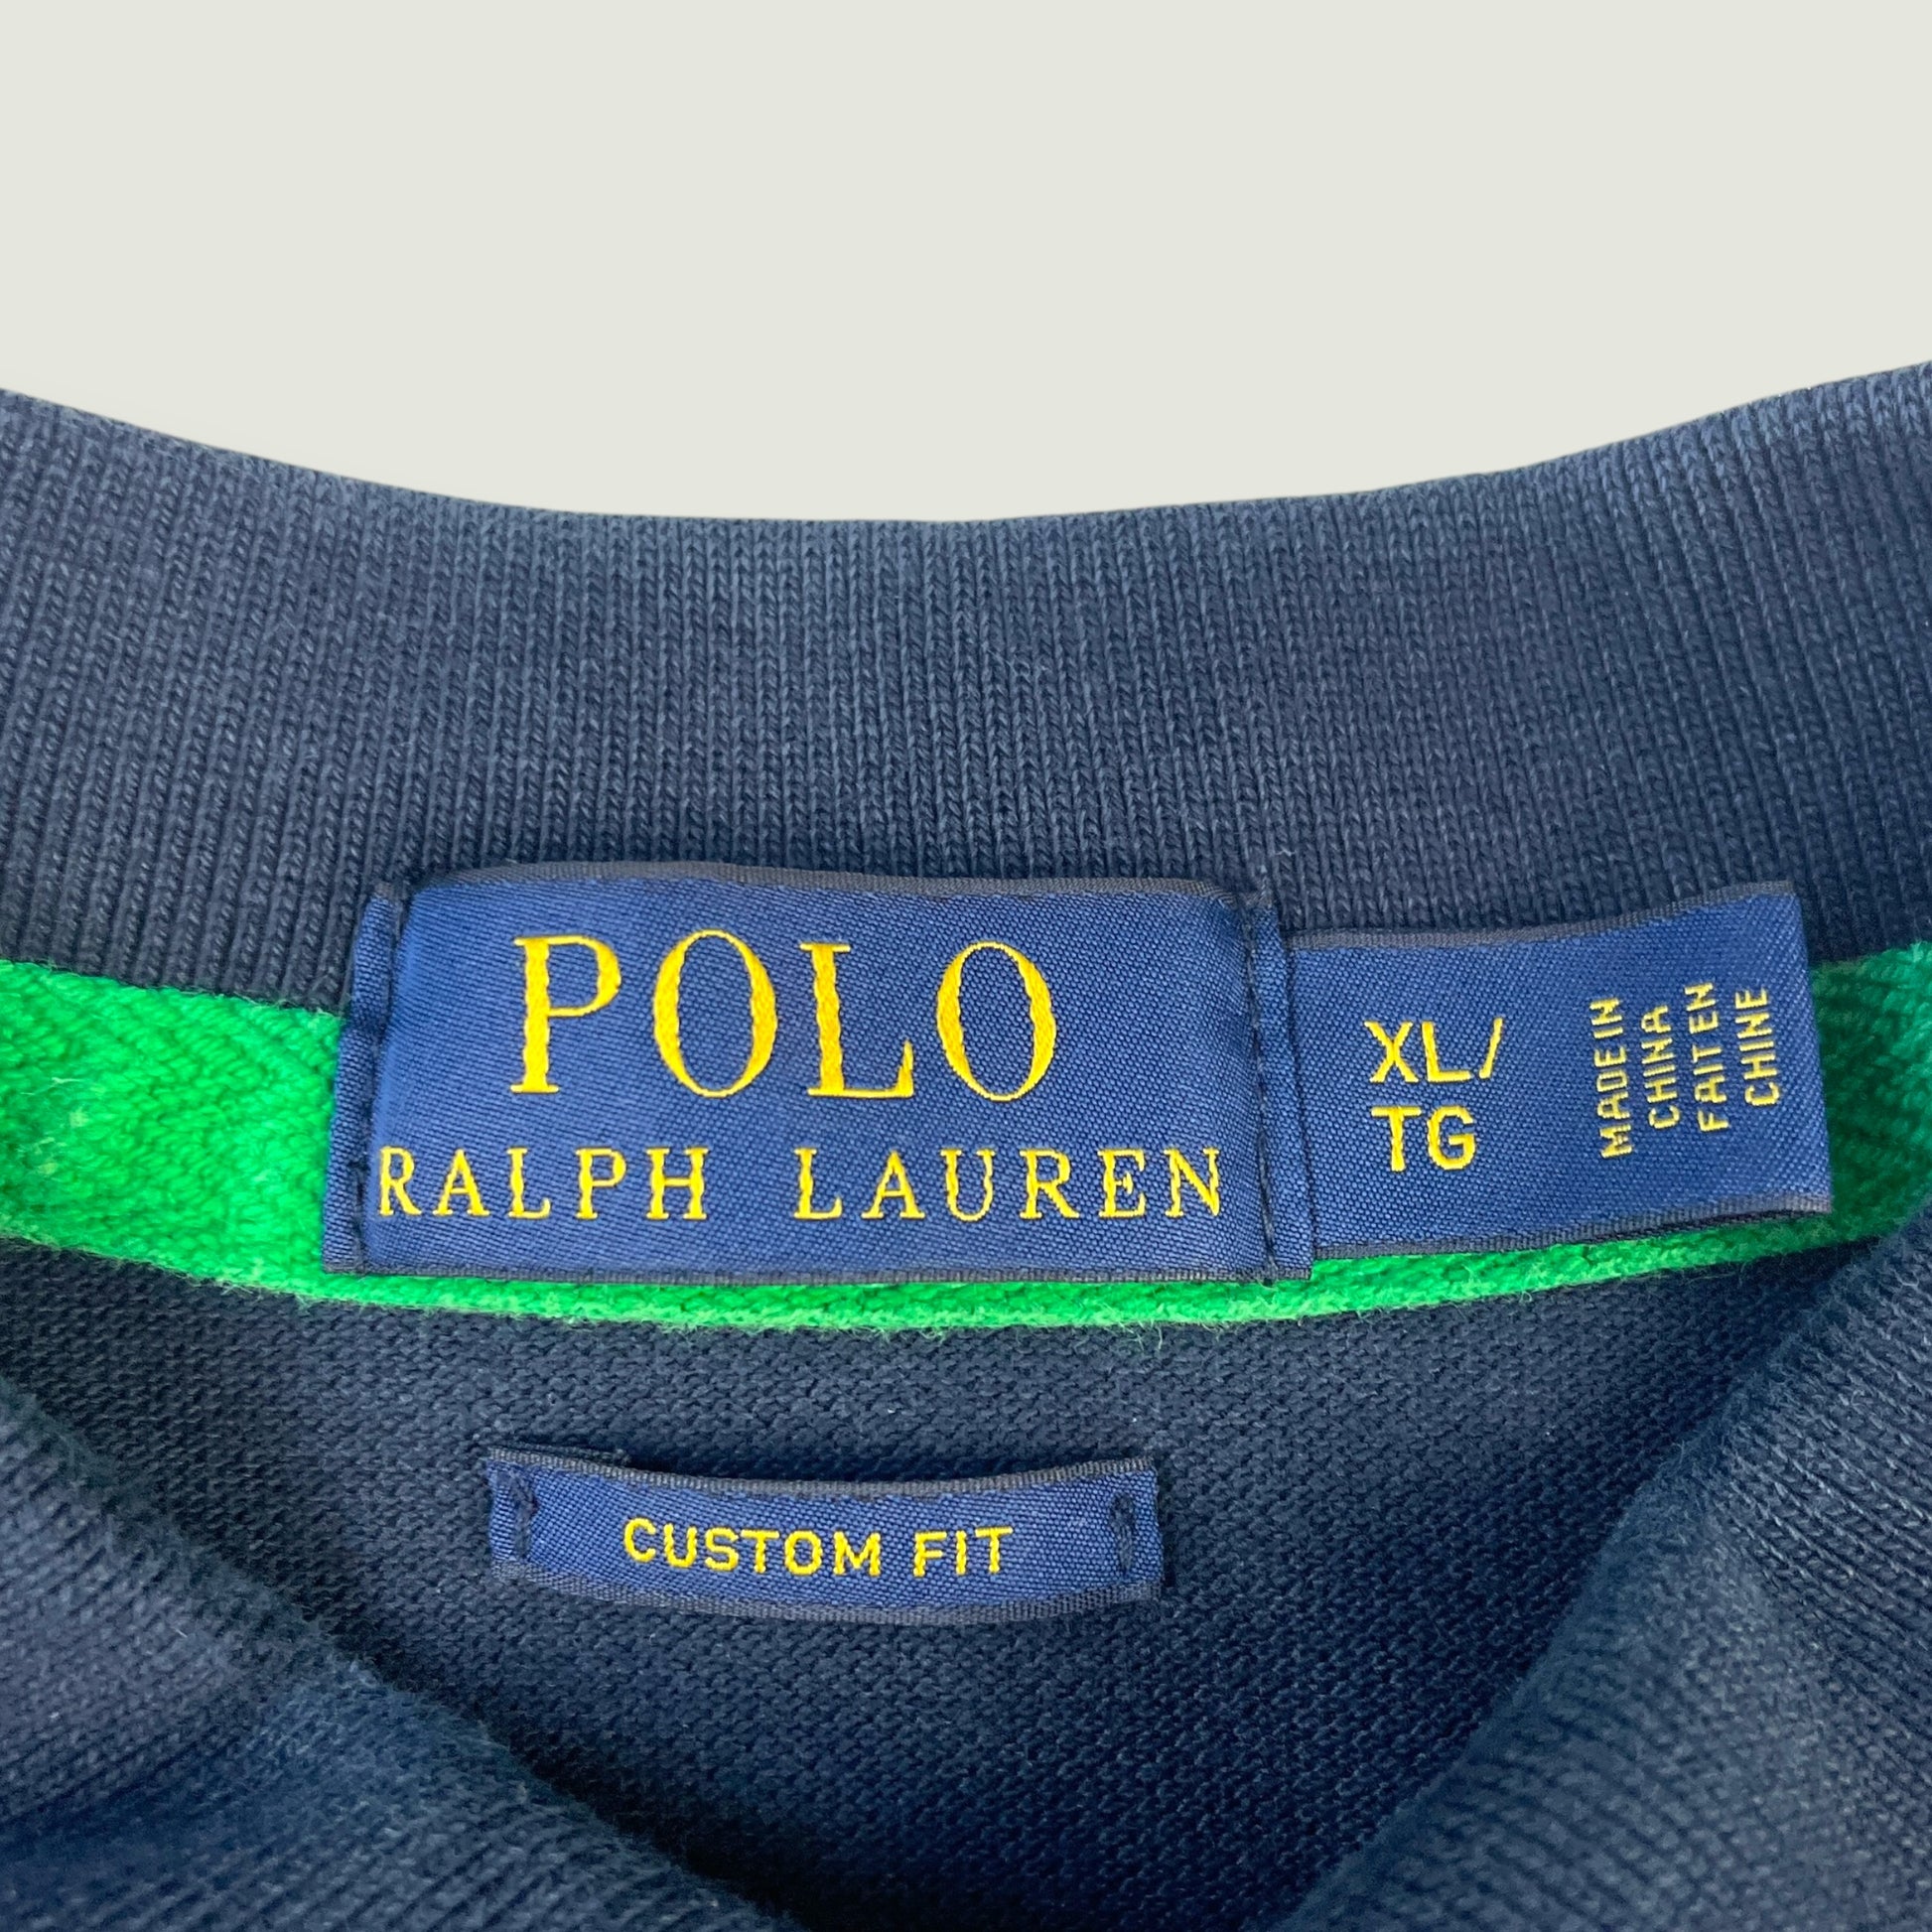 POLO
RALPH LAUREN
XL/
TG
MADE IN
CHINA
FAIT EN
CHINE
CUSTOM FIT